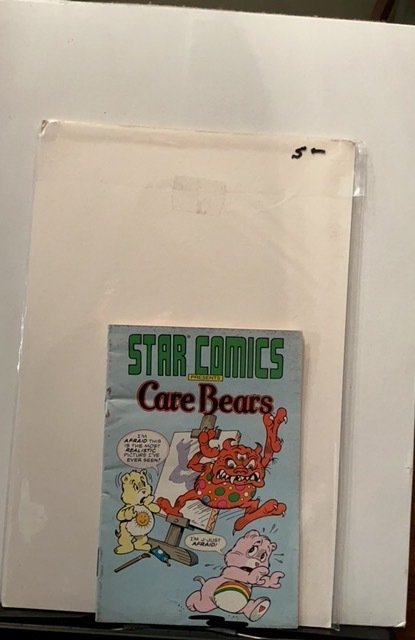 5-
STAR COMICS
PRESENTS
Care Bears
I'M
AFRAID THIS
IS THE MOST
REALISTIC
PICTURE I'VE
EVER SEEN!
I'M J-JUST
AFRAID!